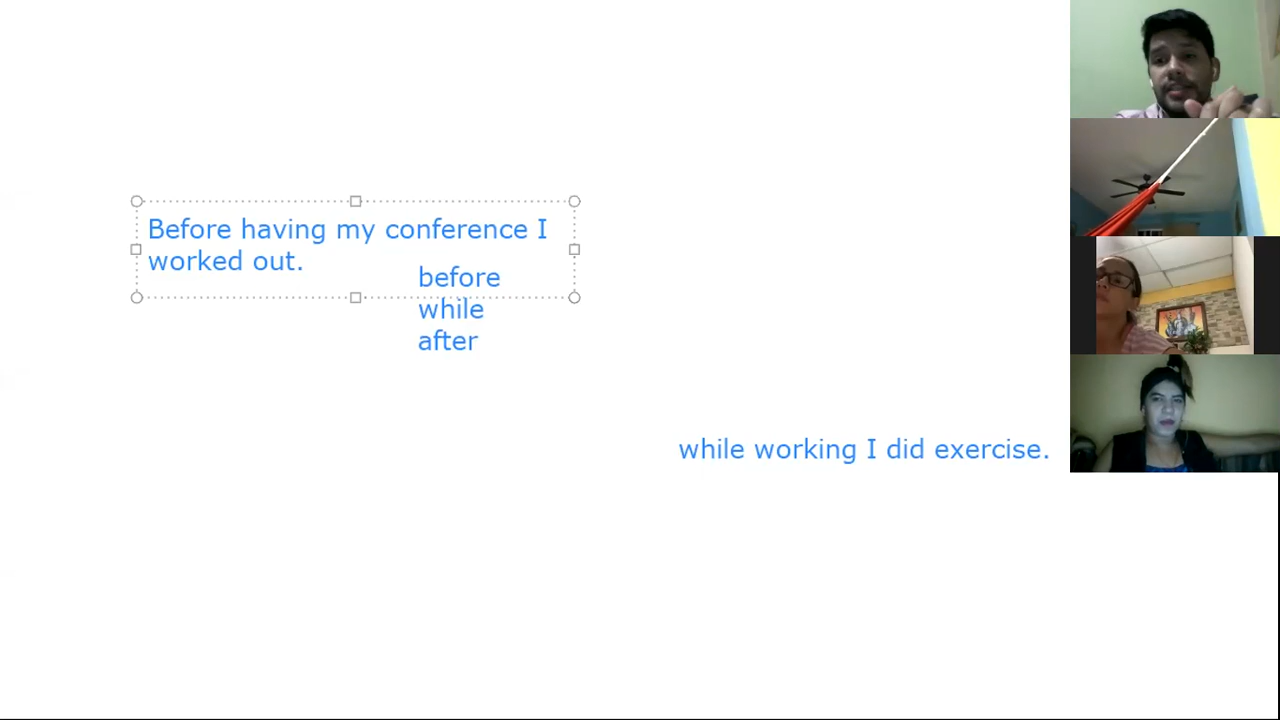 Before having my conference I
worked out.
before
while
after
while working I did exercise.